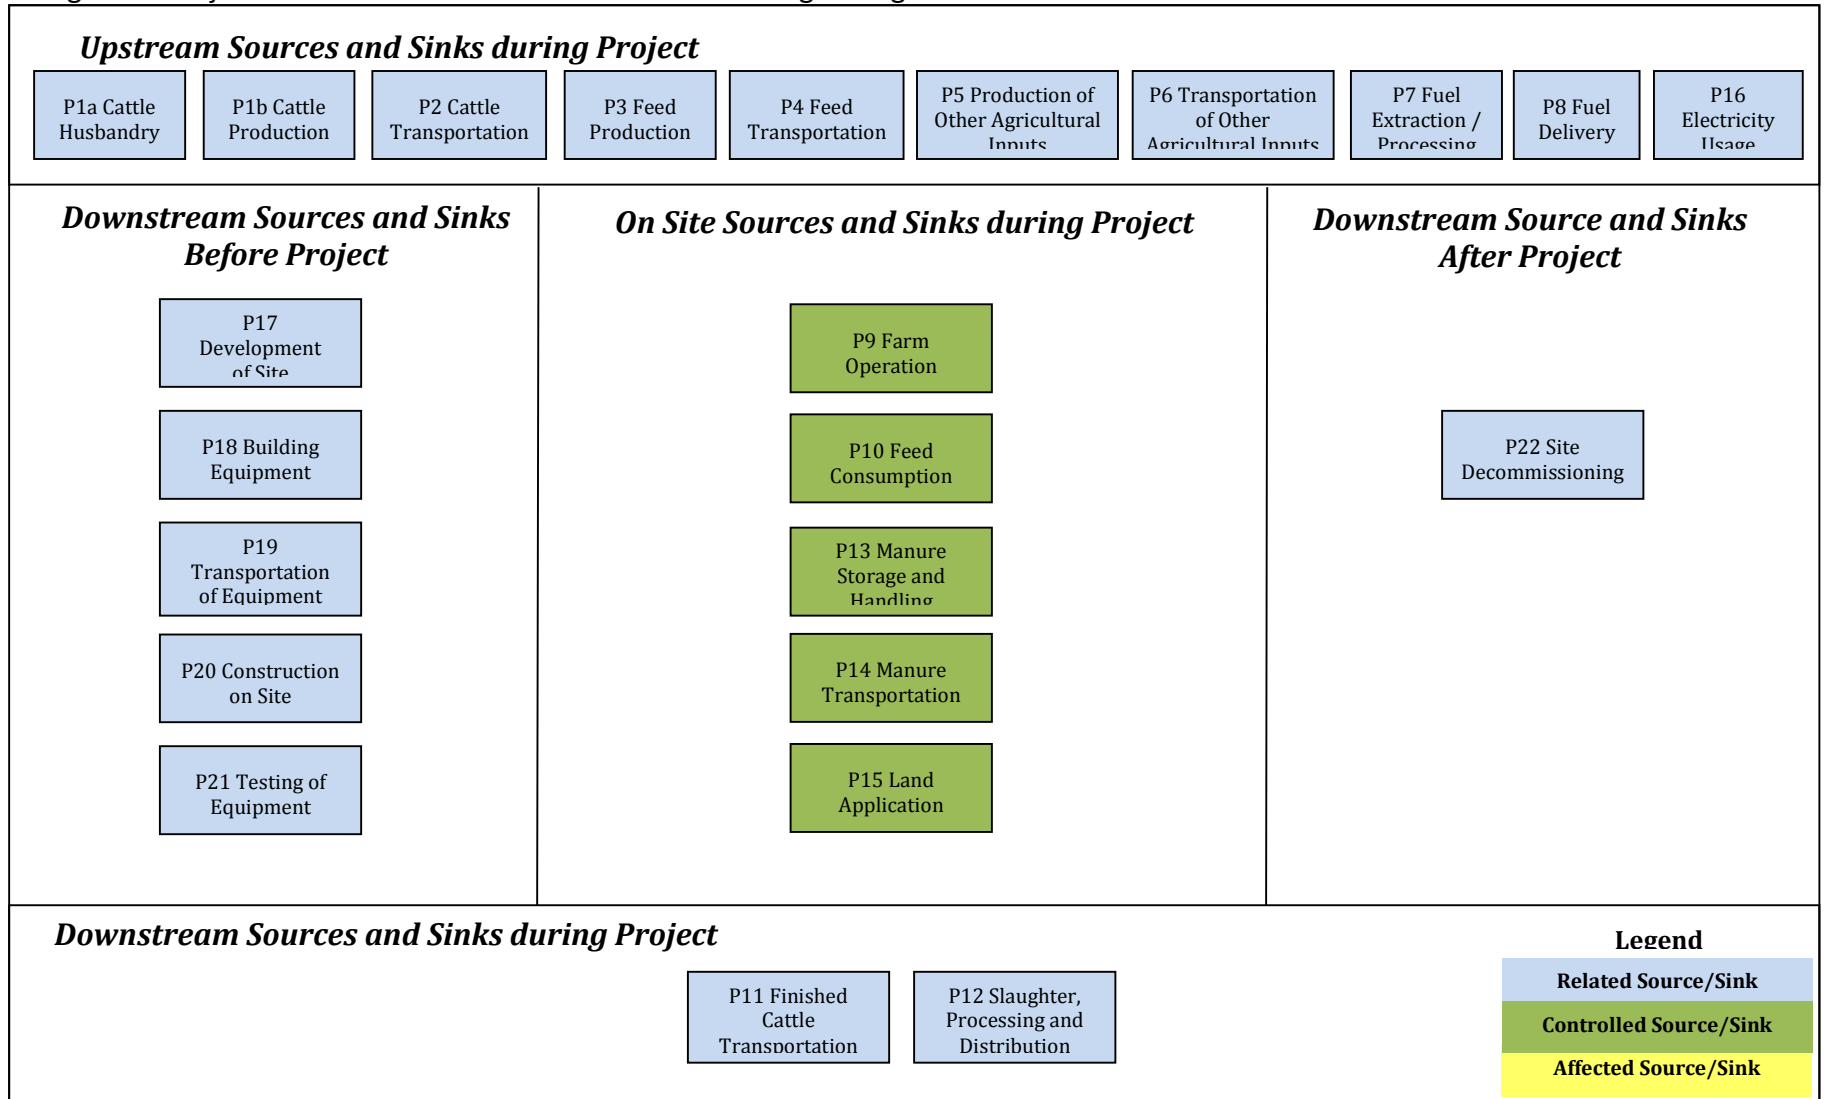 Upstream Sources and Sinks during Project
P1a Cattle
Husbandry
P1b Cattle
Production
P2 Cattle
Transportation
P3 Feed
Production
P4 Feed
Transportation
P5 Production of
Other Agricultural
Inputs
P6 Transportation
of Other
Agricultural Inputs
P7 Fuel
Extraction /
Processing
P8 Fuel
Delivery
P16
Electricity
Usage
Downstream Sources and Sinks
Before Project
P17
Development
of Site
P18 Building
Equipment
P19
Transportation
of Equipment
P20 Construction
on Site
P21 Testing of
Equipment
On Site Sources and Sinks during Project
P9 Farm
Operation
P10 Feed
Consumption
P13 Manure
Storage and
Handling
P14 Manure
Transportation
P15 Land
Application
Downstream Source and Sinks
After Project
P22 Site
Decommissioning
Downstream Sources and Sinks during Project
P11 Finished
Cattle
Transportation
P12 Slaughter,
Processing and
Distribution
Legend
Related Source/Sink
Controlled Source/Sink
Affected Source/Sink